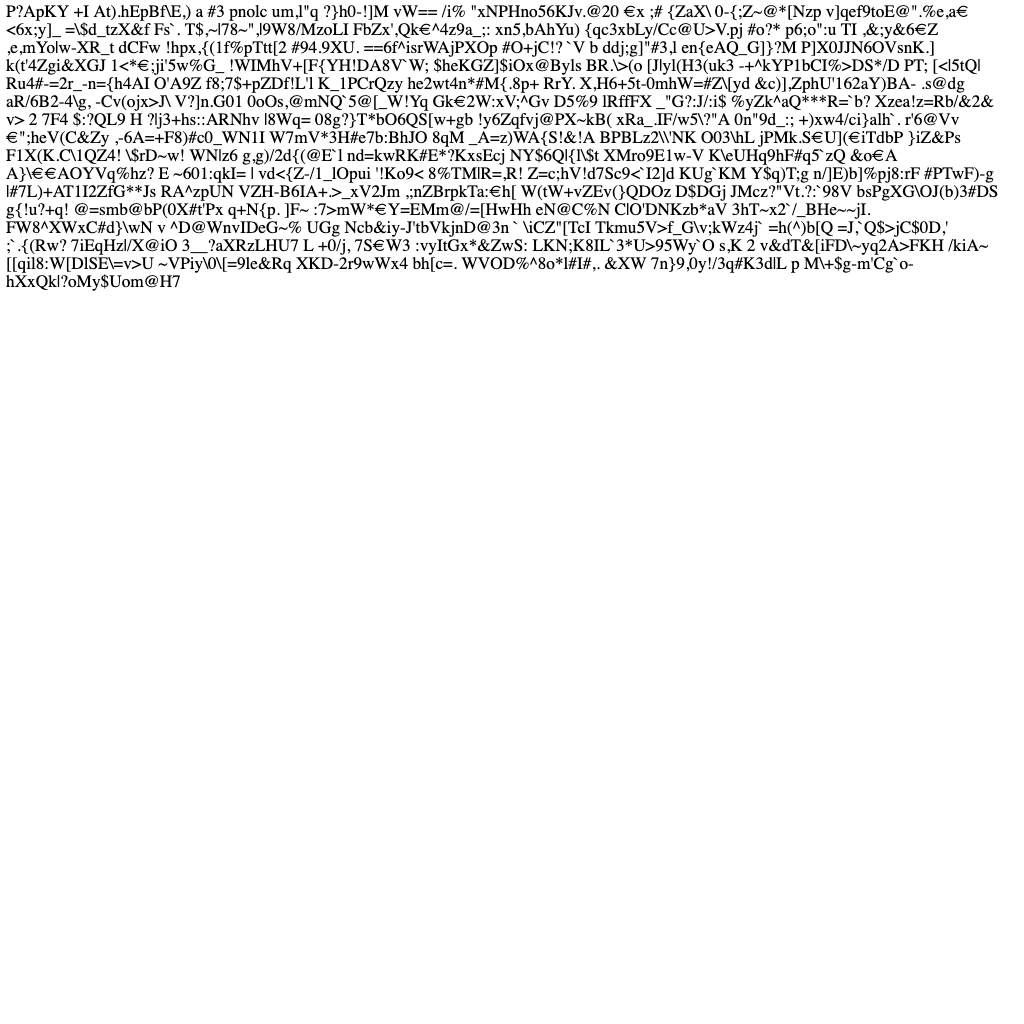 P?ApKY +I At).hEpBf\E,) a #3 pnolc um,l"q ?}h0-!]M vW== /i% "xNPHno56KJv.@20 €x ;# {ZaX\ 0-{;Z~@*[Nzp v]qef9toE@".%e,a€
<6x;y]_ =\$d_tzX&f Fs`. T$,~|78~",|9W8/MzoLI FbZx',Qk€^4z9a_;: xn5,bAhYu) {qc3xbLy/Cc@U>V.pj #o?* p6;o":u TI ,&;y&6€Z
,e,mYo|w-XR_t dCFw !hpx,{(1f%pTtt[2 #94.9XU. ==6f^isrWAjPXOp #O+jC!? `V b ddj;g]"#3,l en{eAQ_G]}?M P]X0JJN6OVsnK.]
k(t'4Zgi&XGJ 1<*€;ji'5w%G_ !WIMhV+[F{YH!DA8V`W; $heKGZ]$iOx@Byls BR.\>(o [J|yl(H3(uk3 -+^kYP1bCI%>DS*/D PT; [<|5tQ|
Ru4#-=2r_-n={h4AI O'A9Z f8;7$+pZDf!L'l K_1PCrQzy he2wt4n*#M{.8p+ RrY. X,H6+5t-0mhW=#Z\[yd &c)],ZphU'162aY)BA- .s@dg
aR/6B2-4\g, -Cv(ojx>J\ V?]n.G01 0oOs,@mNQ`5@[_W!Yq Gk€2W:xV;^Gv D5%9 lRffFX _"G?:J/:i$ %yZk^aQ***R=`b? Xzea!z=Rb/&2&
v> 2 7F4 $:?QL9 H ?|j3+hs::ARNhv |8Wq= 08g?}T*bO6QS[w+gb !y6Zqfvj@PX~kB( xRa_.IF/w5\?"A 0n"9d_:; +)xw4/ci}alh`. r'6@Vv
€";heV(C&Zy ,-6A=+F8)#c0_WN1I W7mV*3H#e7b:BhJO 8qM _A=z)WA{S!&!A BPBLz2\\'NK O03\hL jPMk.S€U](€iTdbP }iZ&Ps
F1X(K.C\1QZ4! \$rD~w! WN|z6 g,g)/2d{(@E`l nd=kwRK#E*?KxsEcj NY$6Q|{l\$t XMro9E1w-V K\eUHq9hF#q5`zQ &o€A
A}\€€AOYVq%hz? E ~601:qkI= | vd<{Z-/1_lOpui '!Ko9< 8%TM|R=,R! Z=c;hV!d7Sc9<`I2]d KUg`KM Y$q)T;g n/]E)b]%pj8:rF #PTwF)-g
|#7L)+AT1I2ZfG**Js RA^zpUN VZH-B6IA+.>_xV2Jm .;nZBrpkTa:€h[ W(tW+vZEv(}QDOz D$DGj JMcz?"Vt.?:`98V bsPgXG\OJ(b)3#DS
g{!u?+q! @=smb@bP(0X#t'Px q+N{p. ]F~ :7>mW*€Y=EMm@/=[HwHh eN@C%N C|O'DNKzb*aV 3hT~x2`/_BHe~~jI.
FW8^XWxC#d}\wN v ^D@WnvIDeG~% UGg Ncb&iy-J'tbVkjnD@3n ` \iCZ"[TcI Tkmu5V>f_G\v;kWz4j` =h(^)b[Q =J,`Q$>jC$0D,'
;`.{(Rw? 7iEqHzl/X@iO 3__?aXRzLHU7 L +0/j, 7S€W3 :vyItGx*&ZwS: LKN;K8IL`3*U>95Wy`O s,K 2 v&dT&[iFD\~yq2A>FKH /kiA~
[[qil8:W[DlSE\=v>U ~VPiy\0\[=9le&Rq XKD-2r9wWx4 bh[c=. WVOD%^8o*l#I#,. &XW 7n}9,0y!/3q#K3d|L p M\+$g-m'Cg`o-
hXxQk|?oMy$Uom@H7